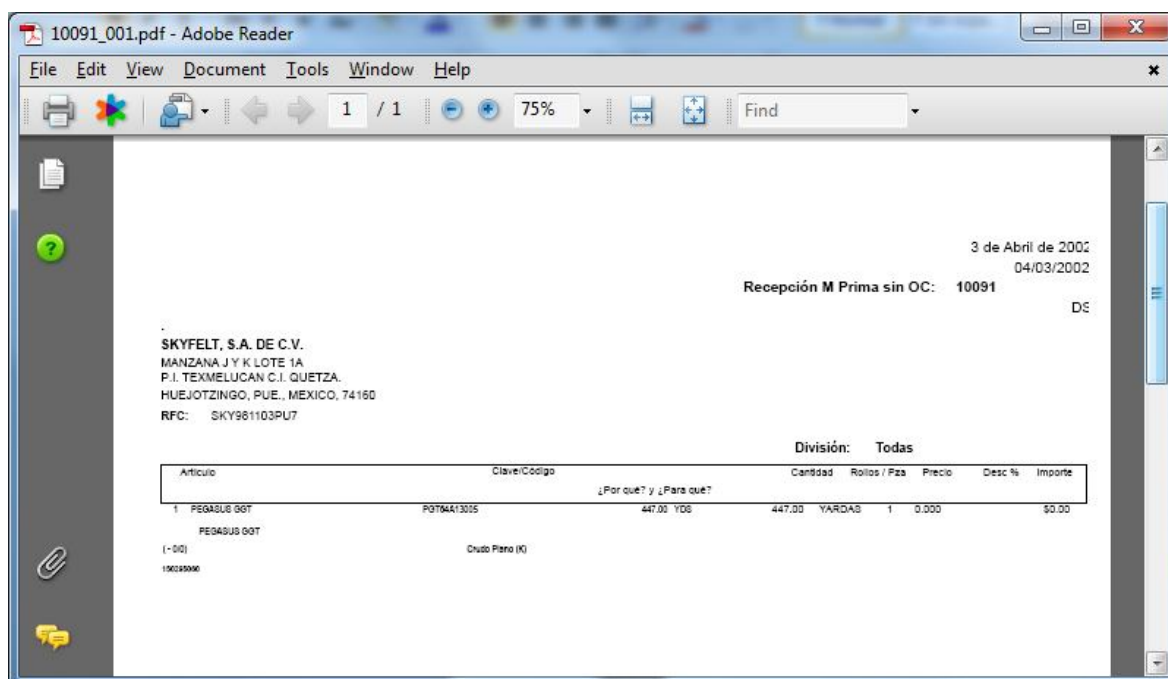 10091_001.pdf - Adobe Reader
File Edit View Document Tools Window Help
1 / 1 75% Find
3 de Abril de 2002
04/03/2002
Recepción M Prima sin OC: 10091
DS
.
SKYFELT, S.A. DE C.V.
MANZANA J Y K LOTE 1A
P.I. TEXMELUCAN C.I. QUETZA.
HUEJOTZINGO, PUE., MEXICO, 74160
RFC: SKY981103PU7
División: Todas
Artículo Clave/Código Cantidad Rollos / Pza Precio Desc % Importe
¿Por qué? y ¿Para qué?
1 PEGASUS GGT PGT64A13005 447.00 YDS 447.00 YARDAS 1 0.000 $0.00
PEGASUS GGT
( - 0/0) Crudo Plano (K)